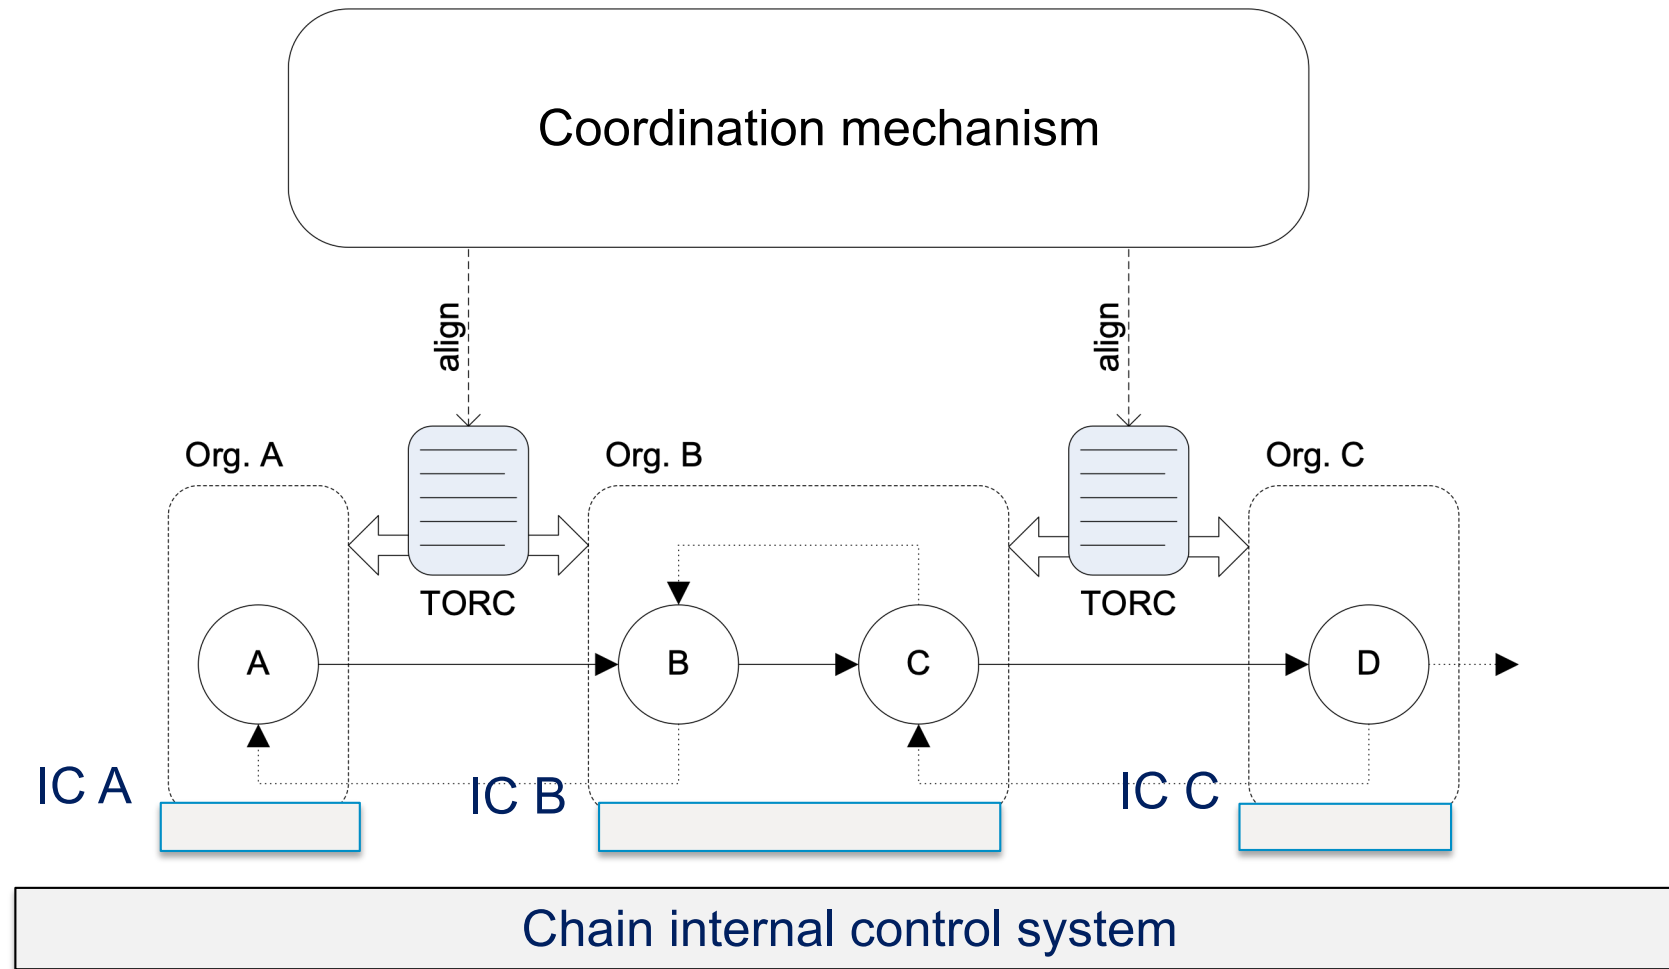 Coordination mechanism
align
align
Org. A
Org. B
Org. C
TORC
TORC
A
B
C
D
IC A
IC B
IC C
Chain internal control system